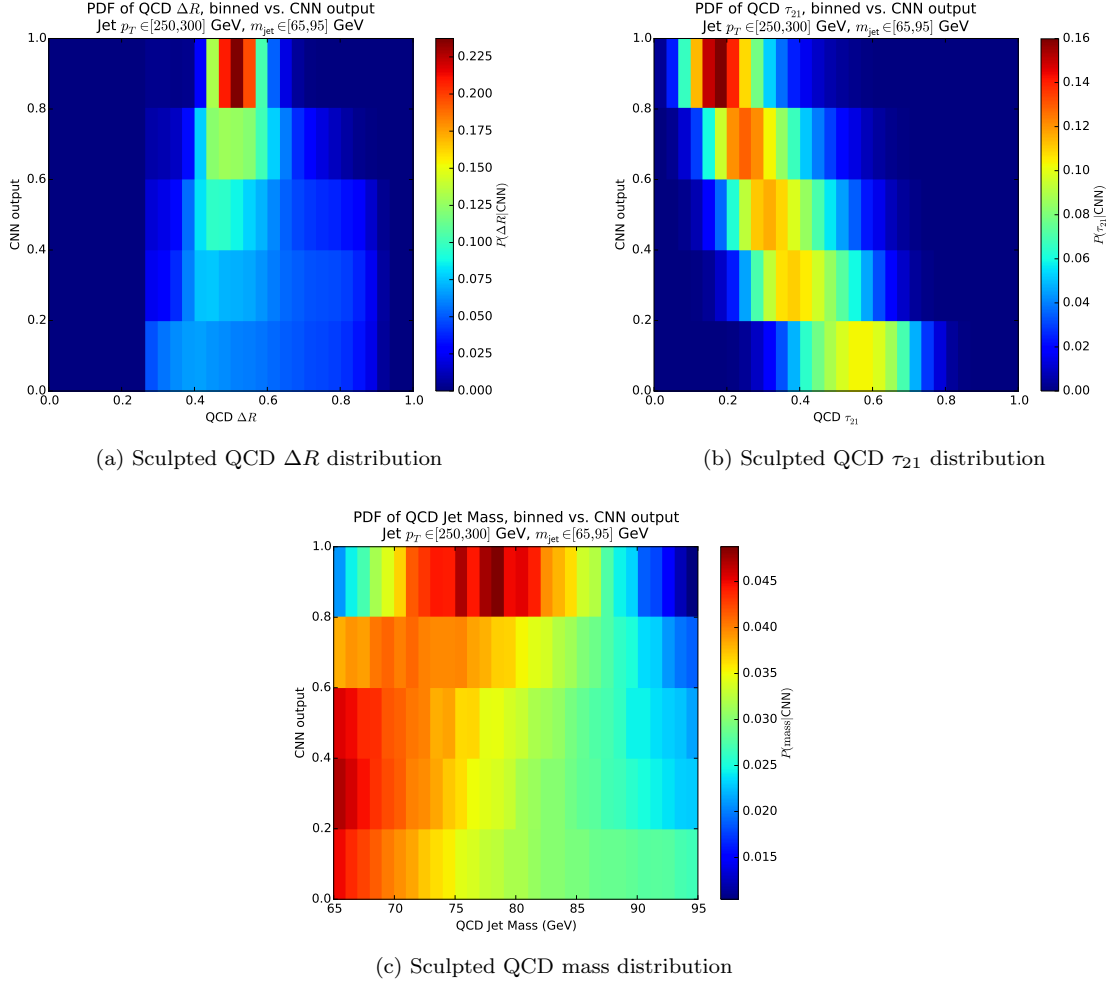 PDF of QCD ΔR, binned vs. CNN output
Jet p_T ∈[250,300] GeV, m_jet ∈[65,95] GeV
1.0
0.8
0.6
0.4
0.2
0.0
CNN output
0.0 0.2 0.4 0.6 0.8 1.0
QCD ΔR
0.225
0.200
0.175
0.150
0.125
0.100
0.075
0.050
0.025
0.000
P(ΔR|CNN)
(a) Sculpted QCD ΔR distribution
PDF of QCD τ_21, binned vs. CNN output
Jet p_T ∈[250,300] GeV, m_jet ∈[65,95] GeV
1.0
0.8
0.6
0.4
0.2
0.0
CNN output
0.0 0.2 0.4 0.6 0.8 1.0
QCD τ_21
0.16
0.14
0.12
0.10
0.08
0.06
0.04
0.02
0.00
P(τ_21|CNN)
(b) Sculpted QCD τ_21 distribution
PDF of QCD Jet Mass, binned vs. CNN output
Jet p_T ∈[250,300] GeV, m_jet ∈[65,95] GeV
1.0
0.8
0.6
0.4
0.2
0.0
CNN output
65 70 75 80 85 90 95
QCD Jet Mass (GeV)
0.045
0.040
0.035
0.030
0.025
0.020
0.015
P(mass|CNN)
(c) Sculpted QCD mass distribution